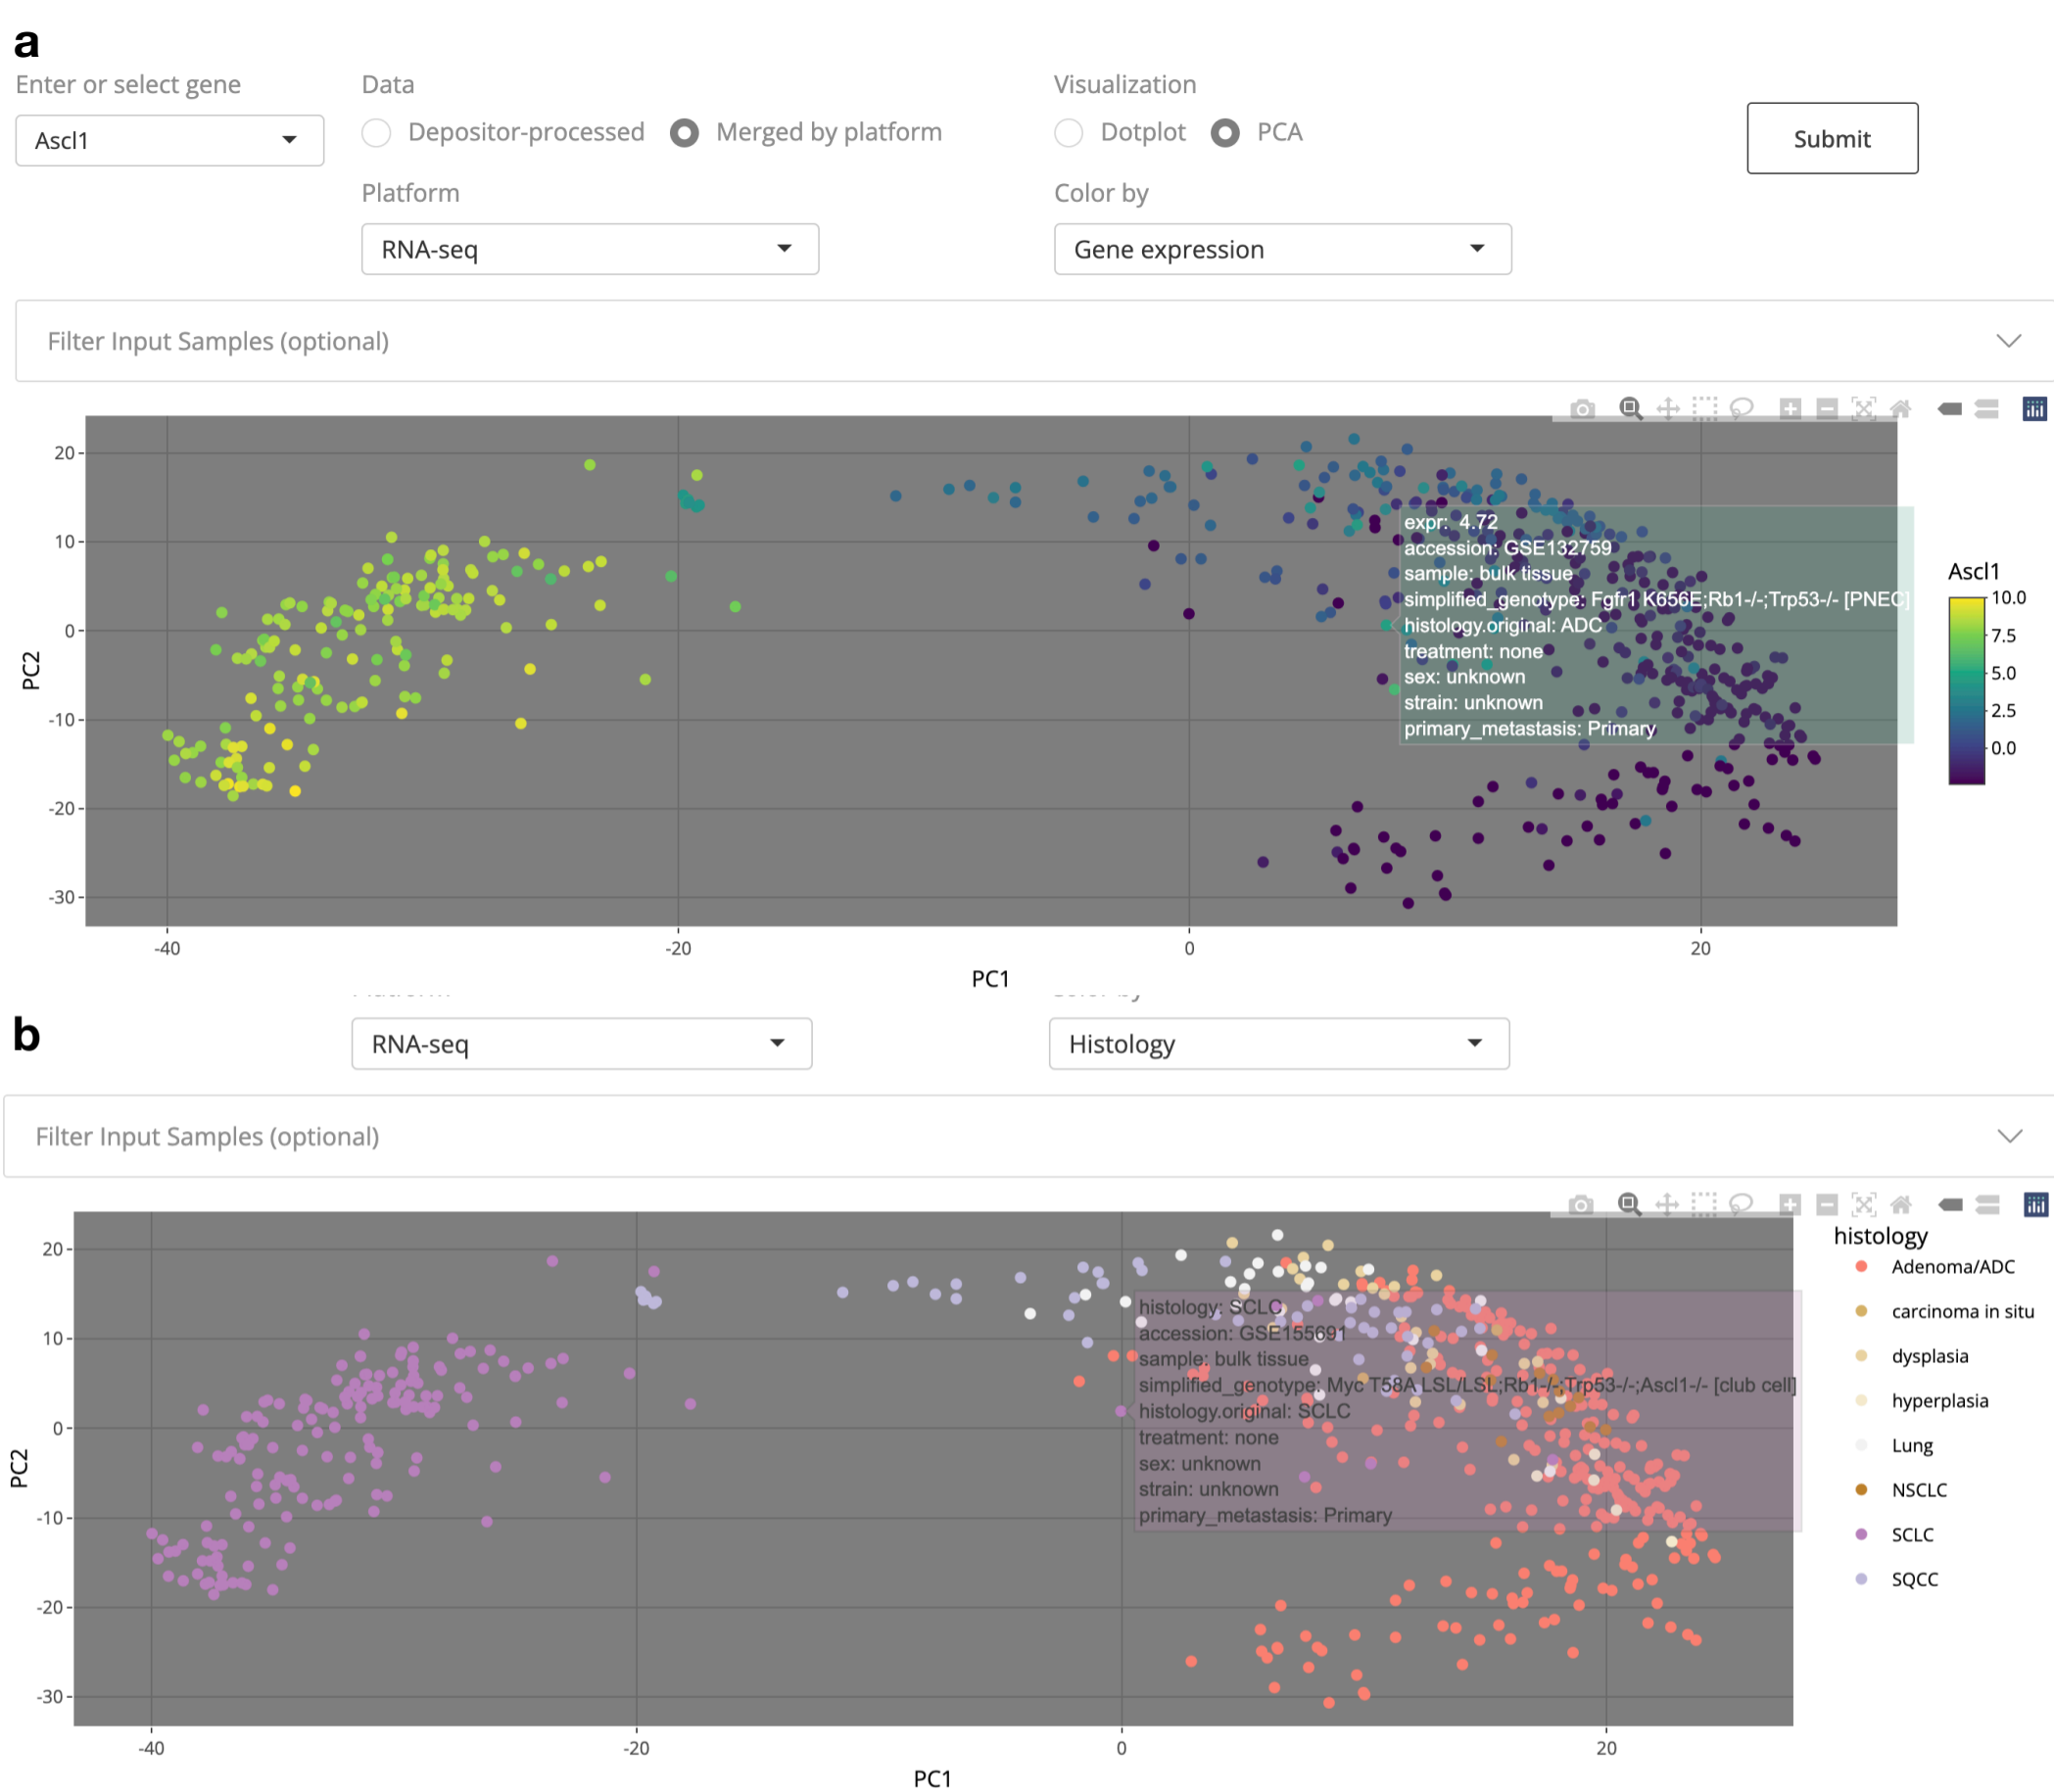 a
Enter or select gene
Data
Visualization
Ascl1
Depositor-processed
Merged by platform
Dotplot
PCA
Submit
Platform
Color by
RNA-seq
Gene expression
Filter Input Samples (optional)
20
10
0
-10
-20
-30
PC2
-40
-20
0
20
PC1
expr: 4.72
accession: GSE132759
sample: bulk tissue
simplified_genotype: Fgfr1 K656E;Rb1-/-;Trp53-/- [PNEC]
histology.original: ADC
treatment: none
sex: unknown
strain: unknown
primary_metastasis: Primary
Ascl1
10.0
7.5
5.0
2.5
0.0
b
RNA-seq
Histology
Filter Input Samples (optional)
20
10
0
-10
-20
-30
PC2
-40
-20
0
20
PC1
histology: SCLC
accession: GSE155691
sample: bulk tissue
simplified_genotype: Myc T58A LSL/LSL;Rb1-/-;Trp53-/-;Ascl1-/- [club cell]
histology.original: SCLC
treatment: none
sex: unknown
strain: unknown
primary_metastasis: Primary
histology
Adenoma/ADC
carcinoma in situ
dysplasia
hyperplasia
Lung
NSCLC
SCLC
SQCC